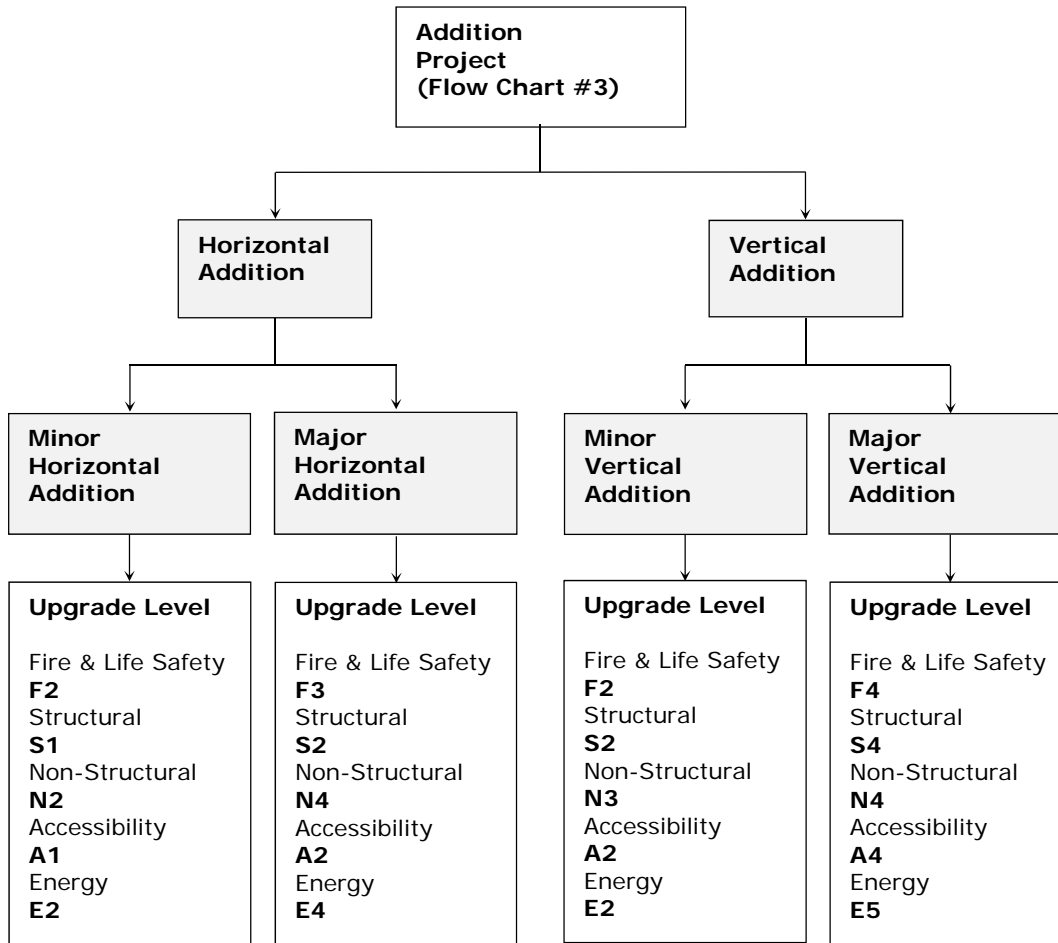 Addition
Project
(Flow Chart #3)
Horizontal
Addition
Vertical
Addition
Minor
Horizontal
Addition
Major
Horizontal
Addition
Minor
Vertical
Addition
Major
Vertical
Addition
Upgrade Level
Fire & Life Safety
F2
Structural
S1
Non-Structural
N2
Accessibility
A1
Energy
E2
Upgrade Level
Fire & Life Safety
F3
Structural
S2
Non-Structural
N4
Accessibility
A2
Energy
E4
Upgrade Level
Fire & Life Safety
F2
Structural
S2
Non-Structural
N3
Accessibility
A2
Energy
E2
Upgrade Level
Fire & Life Safety
F4
Structural
S4
Non-Structural
N4
Accessibility
A4
Energy
E5